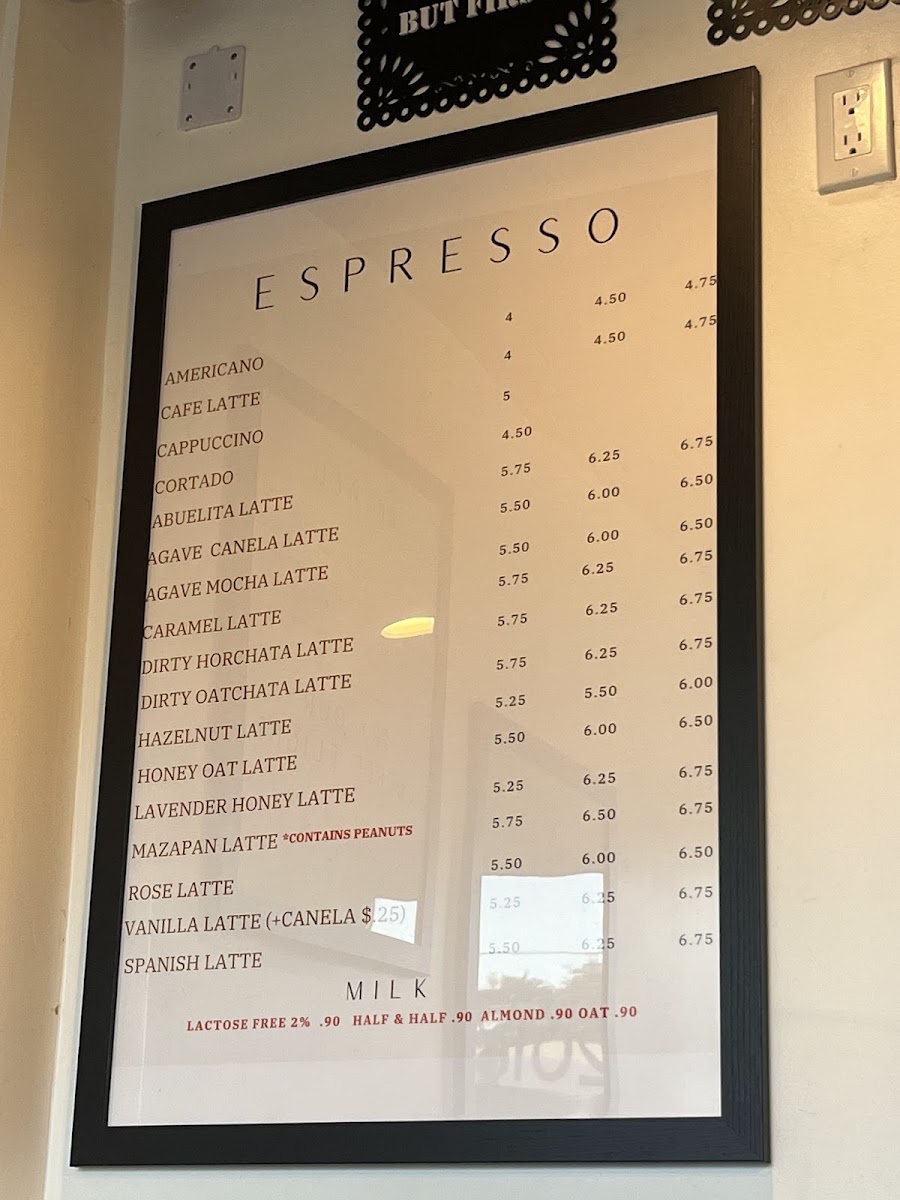 BUT
ESPRESSO
AMERICANO 4 4.50 4.75
CAFE LATTE 4 4.50 4.75
CAPPUCCINO 5
CORTADO 4.50
ABUELITA LATTE 5.75 6.25 6.75
AGAVE CANELA LATTE 5.50 6.00 6.50
AGAVE MOCHA LATTE 5.50 6.00 6.50
CARAMEL LATTE 5.75 6.25 6.75
DIRTY HORCHATA LATTE 5.75 6.25 6.75
DIRTY OATCHATA LATTE 5.75 6.25 6.75
HAZELNUT LATTE 5.25 5.50 6.00
HONEY OAT LATTE 5.50 6.00 6.50
LAVENDER HONEY LATTE 5.25 6.25 6.75
MAZAPAN LATTE *CONTAINS PEANUTS 5.75 6.50 6.75
ROSE LATTE 5.50 6.00 6.50
VANILLA LATTE (+CANELA $.25) 5.25 6.25 6.75
SPANISH LATTE 5.50 6.25 6.75
MILK
LACTOSE FREE 2% .90 HALF & HALF .90 ALMOND .90 OAT .90